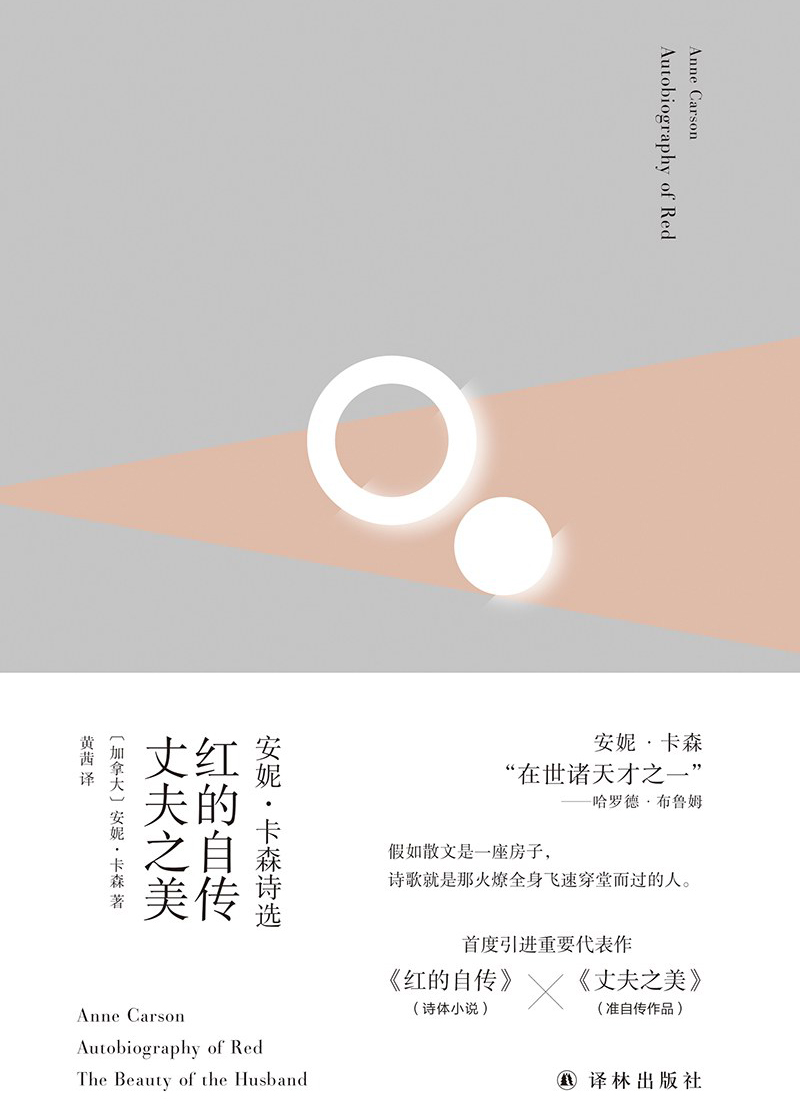 Anne Carson
Autobiography of Red
安妮·卡森诗选
红的自传
丈夫之美
〔加拿大〕安妮·卡森 著
黄茜 译
安妮·卡森
“在世诸天才之一”
——哈罗德·布鲁姆
假如散文是一座房子，
诗歌就是那火燎全身飞速穿堂而过的人。
首度引进重要代表作
《红的自传》 × 《丈夫之美》
（诗体小说） （准自传作品）
Anne Carson
Autobiography of Red
The Beauty of the Husband
译林出版社